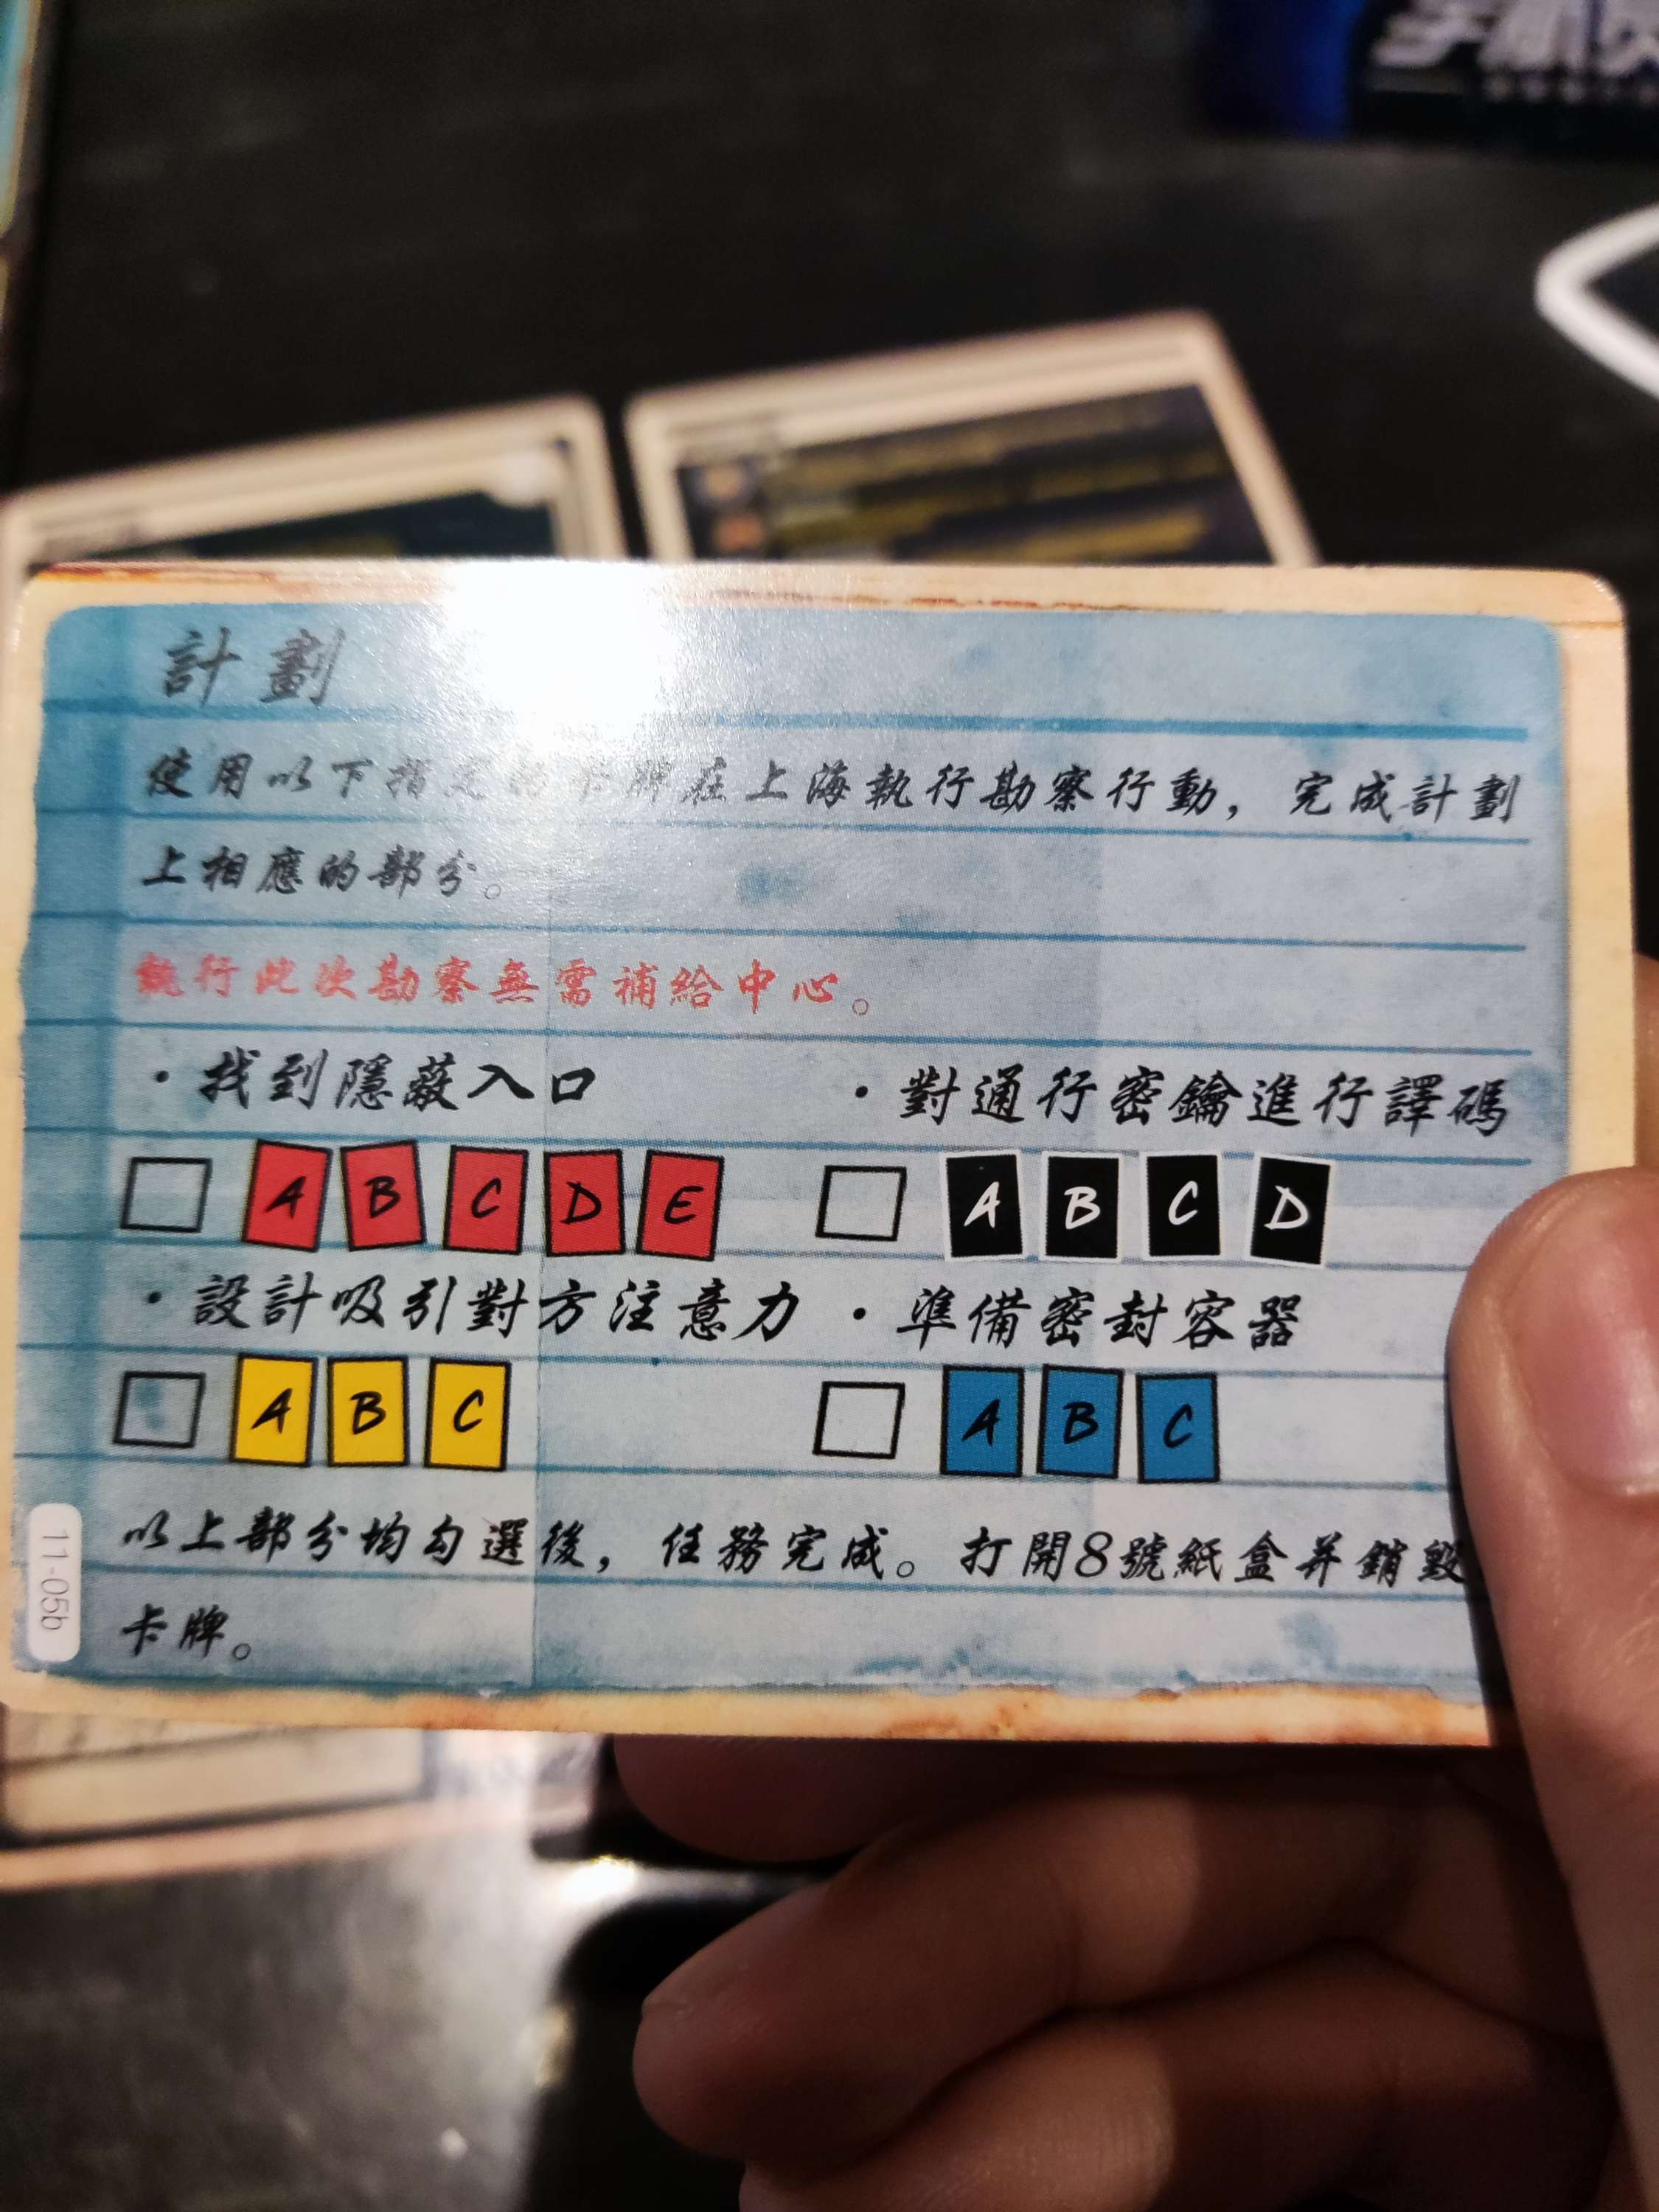 計劃
使用以下指定的卡牌在上海執行勘察行動，完成計劃
上相應的部分。
執行此次勘察無需補給中心。
·找到隱蔽入口
·對通行密鑰進行譯碼
A B C D E
A B C D
·設計吸引對方注意力
·準備密封容器
A B C
A B C
以上部分均勾選後，任務完成。打開8號紙盒并銷毀
卡牌。
11-05b